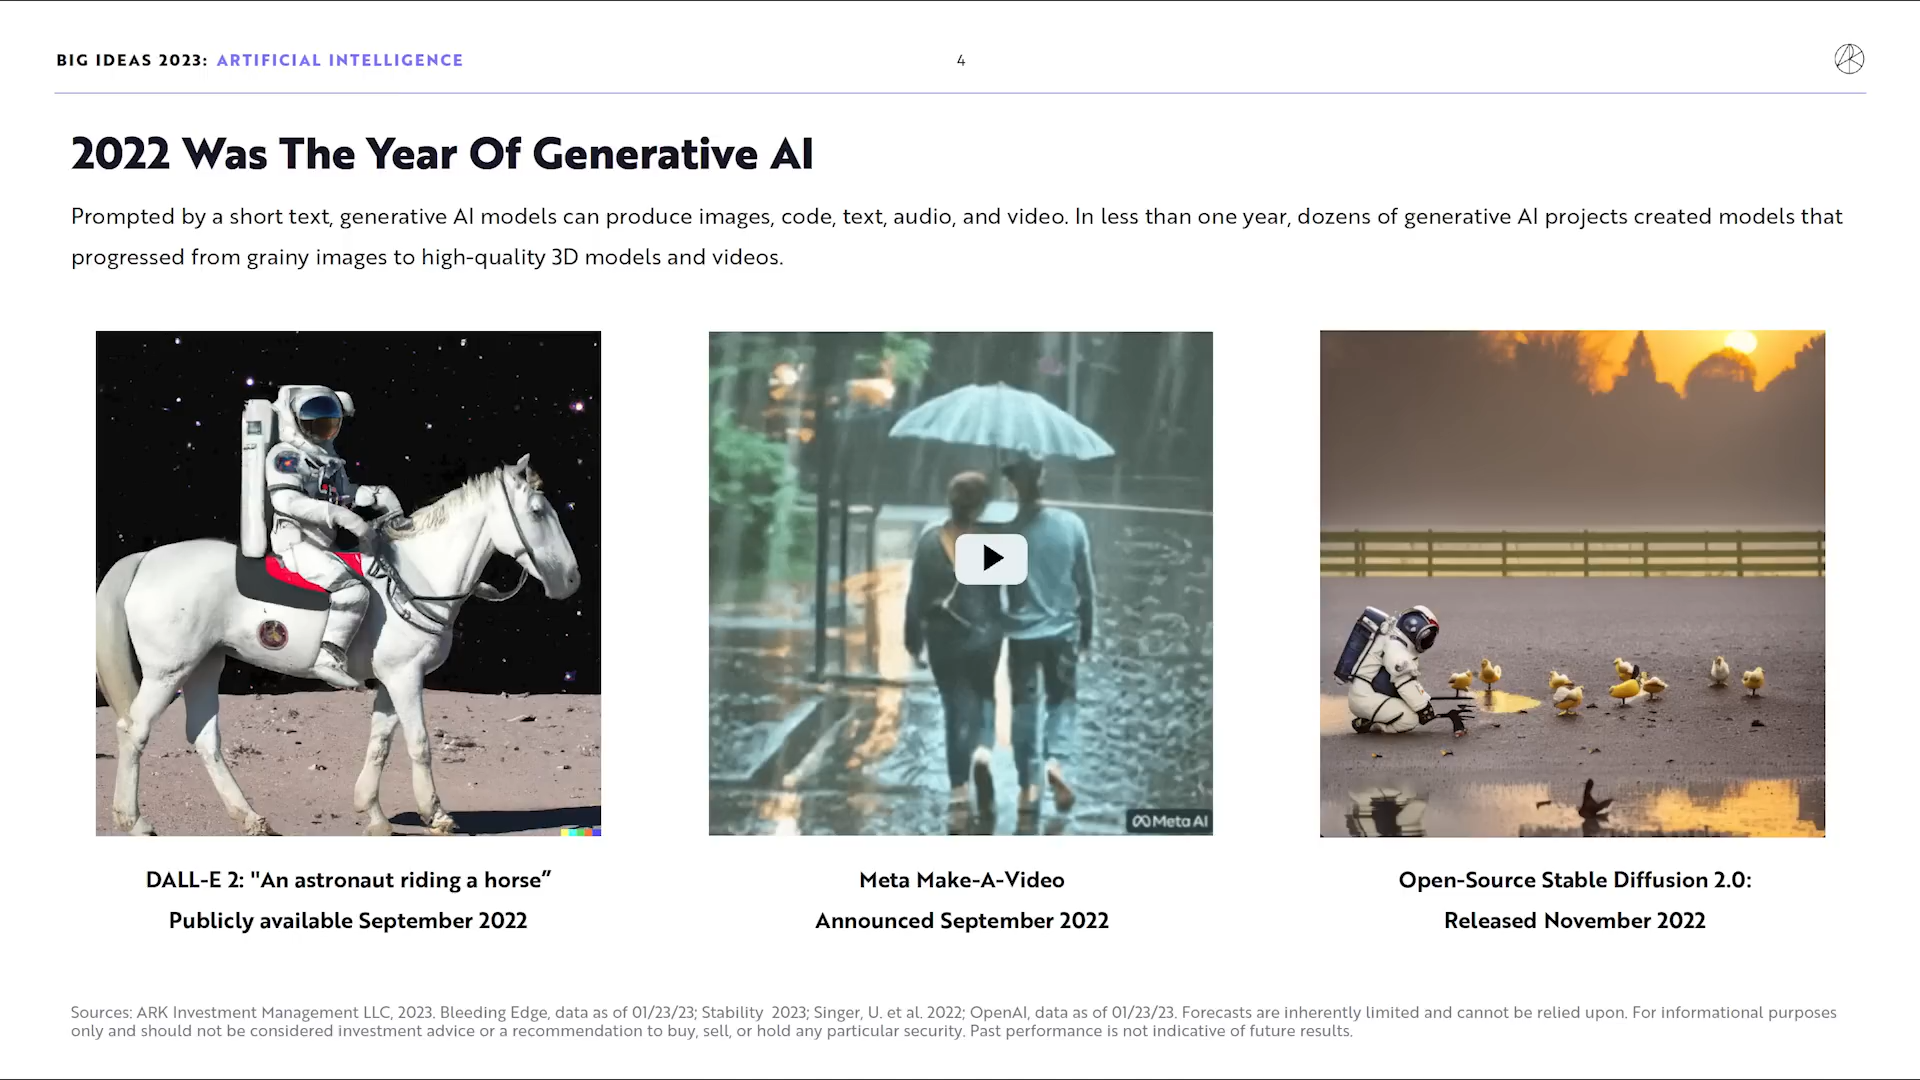 BIG IDEAS 2023: ARTIFICIAL INTELLIGENCE
4
2022 Was The Year Of Generative AI
Prompted by a short text, generative AI models can produce images, code, text, audio, and video. In less than one year, dozens of generative AI projects created models that
progressed from grainy images to high-quality 3D models and videos.
Meta AI
DALL-E 2: "An astronaut riding a horse”
Publicly available September 2022
Meta Make-A-Video
Announced September 2022
Open-Source Stable Diffusion 2.0:
Released November 2022
Sources: ARK Investment Management LLC, 2023. Bleeding Edge, data as of 01/23/23; Stability 2023; Singer, U. et al. 2022; OpenAI, data as of 01/23/23. Forecasts are inherently limited and cannot be relied upon. For informational purposes
only and should not be considered investment advice or a recommendation to buy, sell, or hold any particular security. Past performance is not indicative of future results.